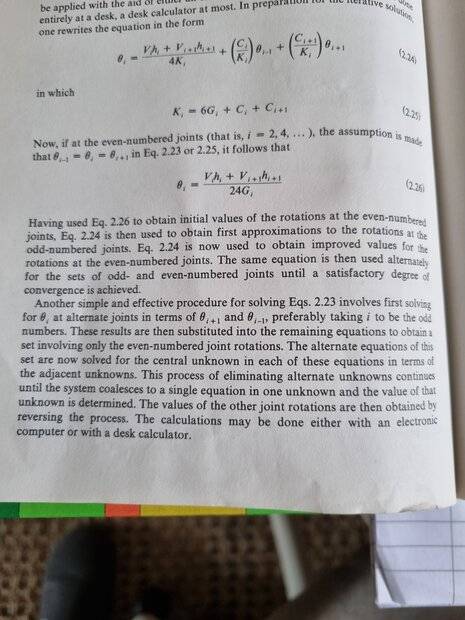 be applied with the aid of either an
entirely at a desk, a desk calculator at most. In preparation for the iterative solution,
one rewrites the equation in the form
θᵢ = (Vᵢhᵢ + Vᵢ₊₁hᵢ₊₁)/4Kᵢ + (Cᵢ/Kᵢ)θᵢ₋₁ + (Cᵢ₊₁/Kᵢ)θᵢ₊₁ (2.24)
in which
Kᵢ = 6Gᵢ + Cᵢ + Cᵢ₊₁ (2.25)
Now, if at the even-numbered joints (that is, i = 2, 4, ... ), the assumption is made
that θᵢ₋₁ = θᵢ = θᵢ₊₁ in Eq. 2.23 or 2.25, it follows that
θᵢ = (Vᵢhᵢ + Vᵢ₊₁hᵢ₊₁)/24Gᵢ (2.26)
Having used Eq. 2.26 to obtain initial values of the rotations at the even-numbered
joints, Eq. 2.24 is then used to obtain first approximations to the rotations at the
odd-numbered joints. Eq. 2.24 is now used to obtain improved values for the
rotations at the even-numbered joints. The same equation is then used alternately
for the sets of odd- and even-numbered joints until a satisfactory degree of
convergence is achieved.
Another simple and effective procedure for solving Eqs. 2.23 involves first solving
for θᵢ at alternate joints in terms of θᵢ₊₁ and θᵢ₋₁, preferably taking i to be the odd
numbers. These results are then substituted into the remaining equations to obtain a
set involving only the even-numbered joint rotations. The alternate equations of this
set are now solved for the central unknown in each of these equations in terms of
the adjacent unknowns. This process of eliminating alternate unknowns continues
until the system coalesces to a single equation in one unknown and the value of that
unknown is determined. The values of the other joint rotations are then obtained by
reversing the process. The calculations may be done either with an electronic
computer or with a desk calculator.